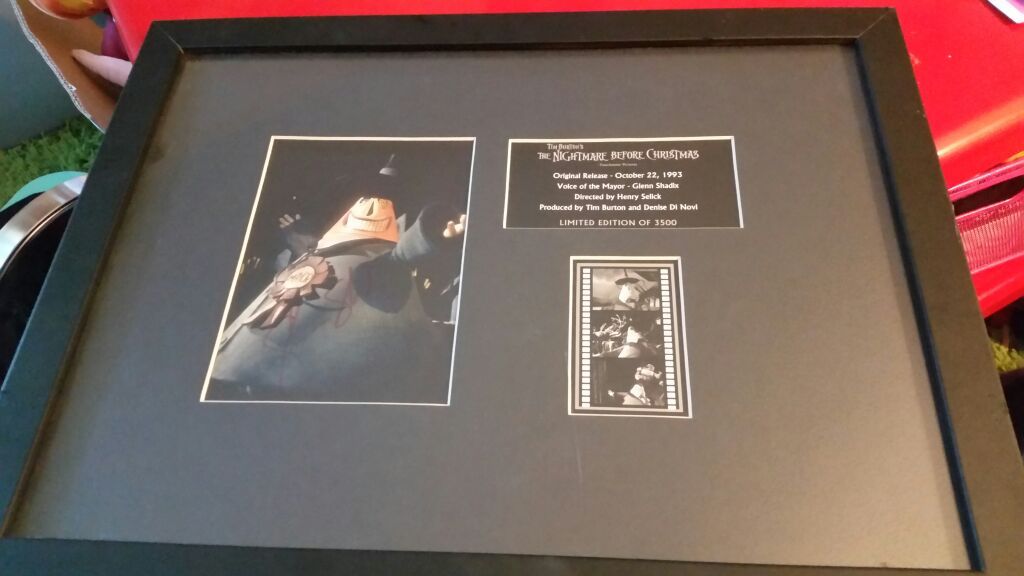 Tim Burton's
THE NIGHTMARE BEFORE CHRISTMAS
Original Release - October 22, 1993
Voice of the Mayor - Glenn Shadix
Directed by Henry Selick
Produced by Tim Burton and Denise Di Novi
LIMITED EDITION OF 3500